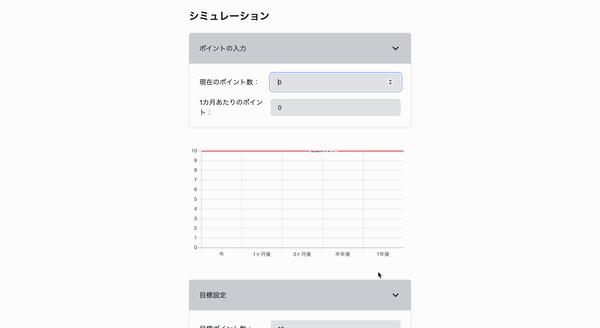 シミュレーション
ポイントの入力
現在のポイント数：
0
1カ月あたりのポイン
ト：
0
10
9
8
7
6
5
4
3
2
1
0
今
1ヶ月後
3ヶ月後
半年後
1年後
目標設定
目標ポイント数：
10